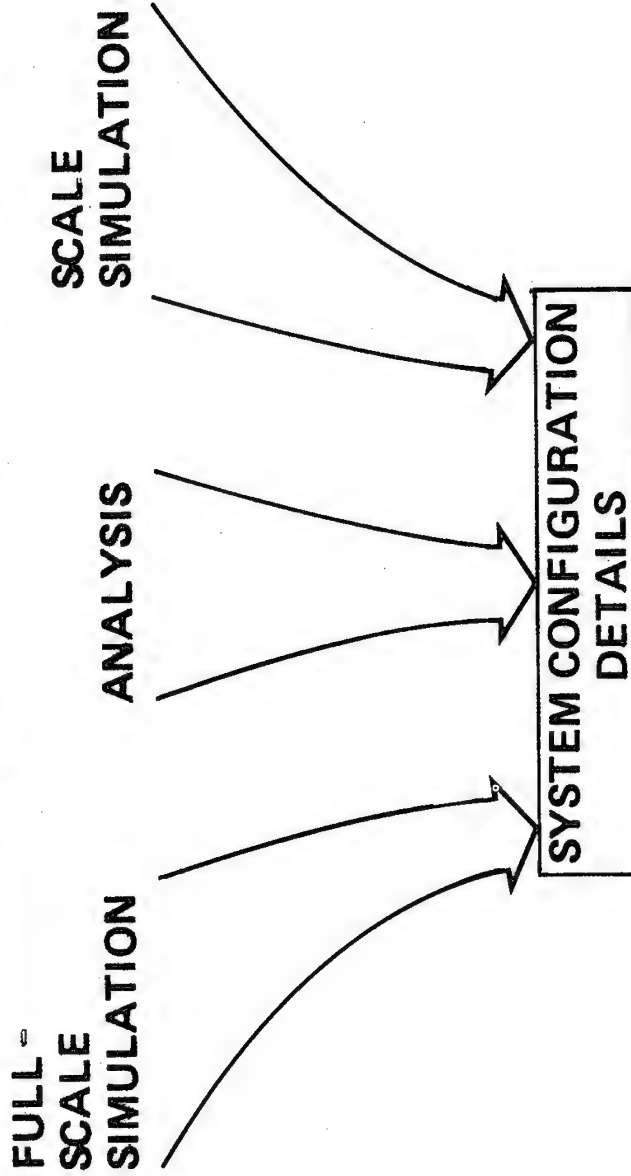 FULL-
SCALE
SIMULATION
ANALYSIS
SCALE
SIMULATION
SYSTEM CONFIGURATION
DETAILS